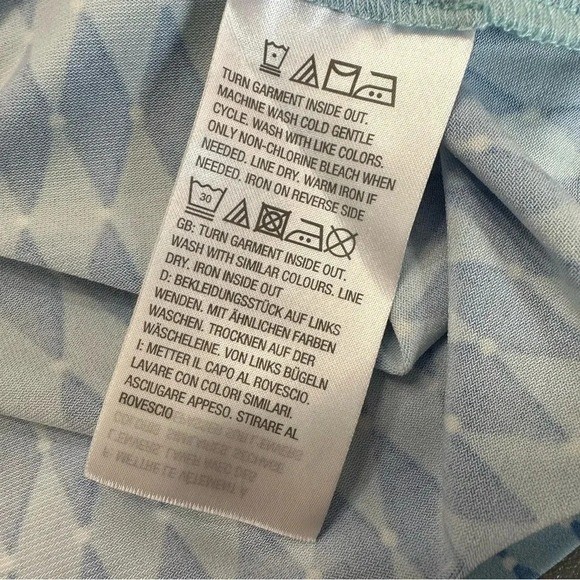 TURN GARMENT INSIDE OUT.
MACHINE WASH COLD GENTLE
CYCLE. WASH WITH LIKE COLORS.
ONLY NON-CHLORINE BLEACH WHEN
NEEDED. LINE DRY. WARM IRON IF
NEEDED. IRON ON REVERSE SIDE
30
GB: TURN GARMENT INSIDE OUT.
WASH WITH SIMILAR COLOURS. LINE
DRY. IRON INSIDE OUT
D: BEKLEIDUNGSSTÜCK AUF LINKS
WENDEN. MIT ÄHNLICHEN FARBEN
WASCHEN. TROCKNEN AUF DER
WÄSCHELEINE. VON LINKS BÜGELN
I: METTER IL CAPO AL ROVESCIO.
LAVARE CON COLORI SIMILARI.
ASCIUGARE APPESO. STIRARE AL
ROVESCIO